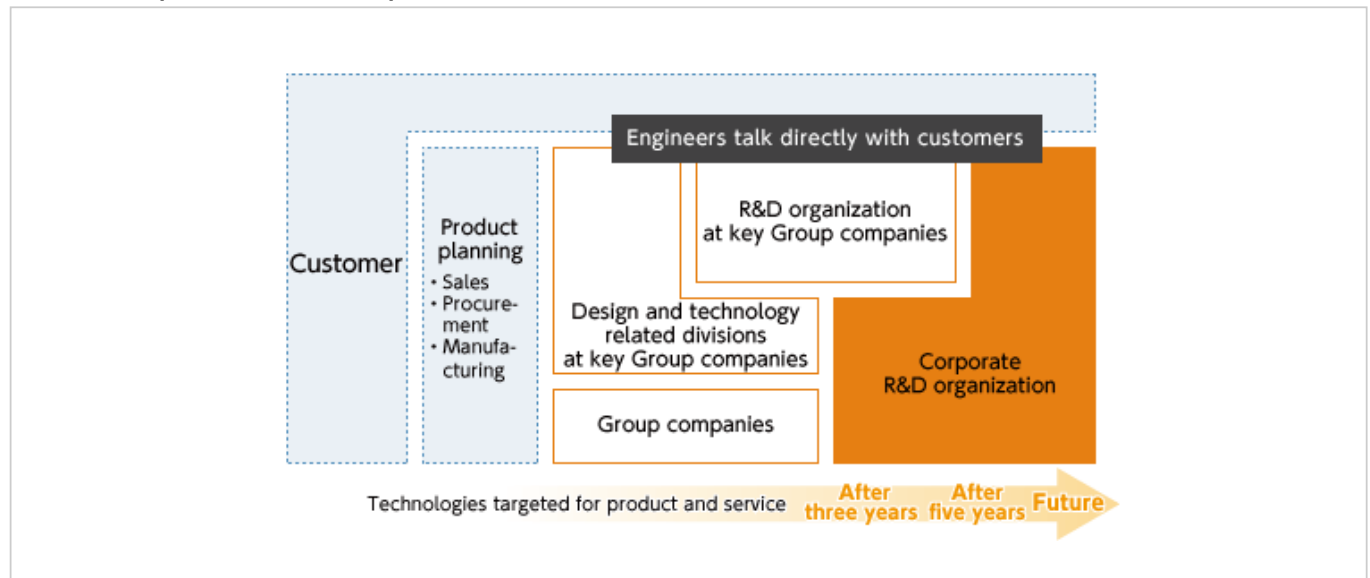 Engineers talk directly with customers
Customer
Product
planning
• Sales
• Procure-
ment
• Manufa-
cturing
R&D organization
at key Group companies
Design and technology
related divisions
at key Group companies
Group companies
Corporate
R&D organization
Technologies targeted for product and service
After
three years
After
five years
Future